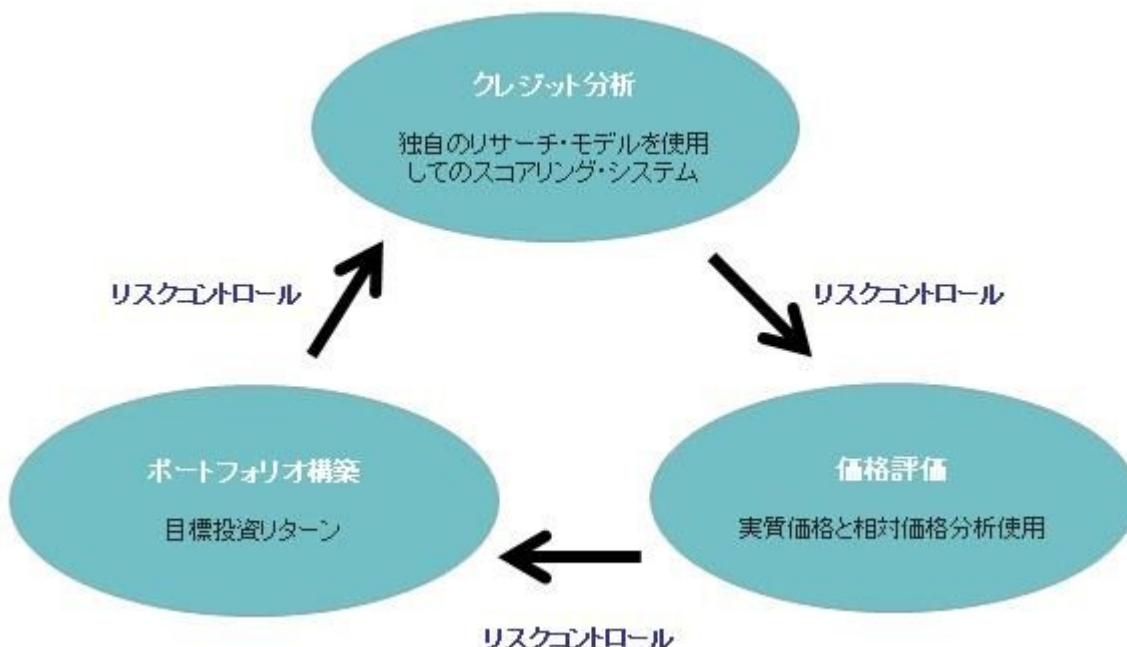 クレジット分析
独自のリサーチ・モデルを使用
してのスコアリング・システム
リスクコントロール
リスクコントロール
ポートフォリオ構築
目標投資リターン
価格評価
実質価格と相対価格分析使用
リスクコントロール